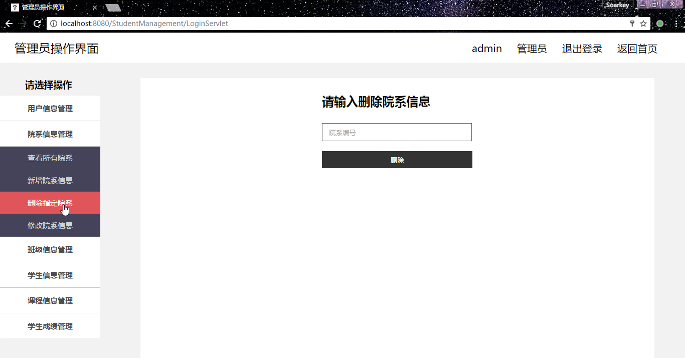 管理员操作界面
Soarkey
localhost:8080/StudentManagement/LoginServlet
管理员操作界面
admin 管理员 退出登录 返回首页
请选择操作
用户信息管理
院系信息管理
查看所有院系
新增院系信息
删除指定院系
修改院系信息
班级信息管理
学生信息管理
课程信息管理
学生成绩管理
请输入删除院系信息
院系编号
删除